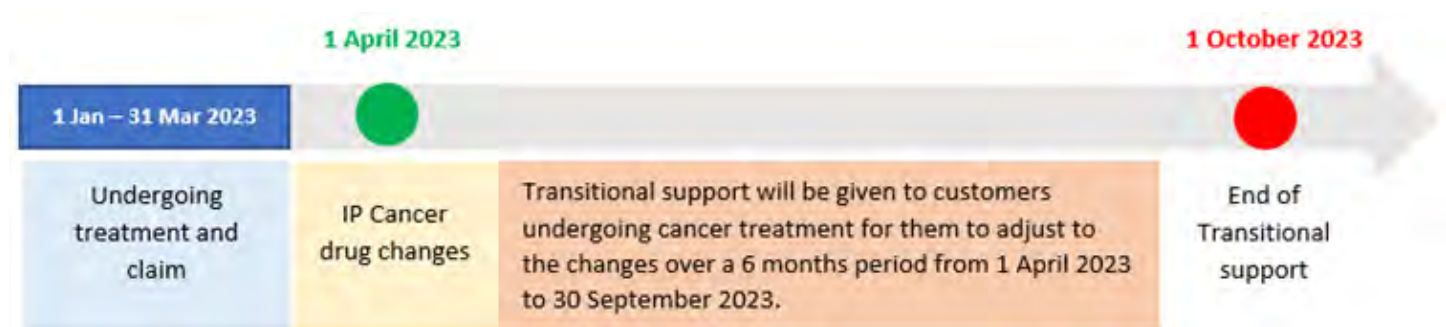 1 April 2023
1 October 2023
1 Jan – 31 Mar 2023
Undergoing
treatment and
claim
IP Cancer
drug changes
Transitional support will be given to customers
undergoing cancer treatment for them to adjust to
the changes over a 6 months period from 1 April 2023
to 30 September 2023.
End of
Transitional
support